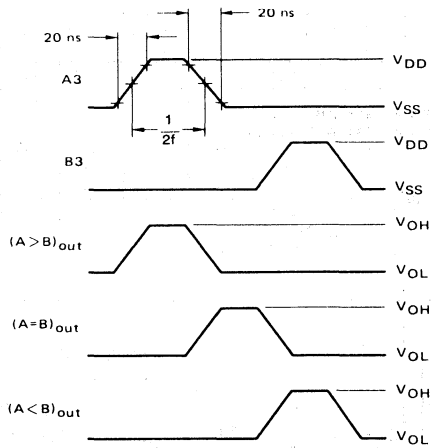 20 ns
20 ns
A3
VDD
VSS
1
2f
B3
VDD
VSS
(A>B)out
VOH
VOL
(A=B)out
VOH
VOL
(A<B)out
VOH
VOL